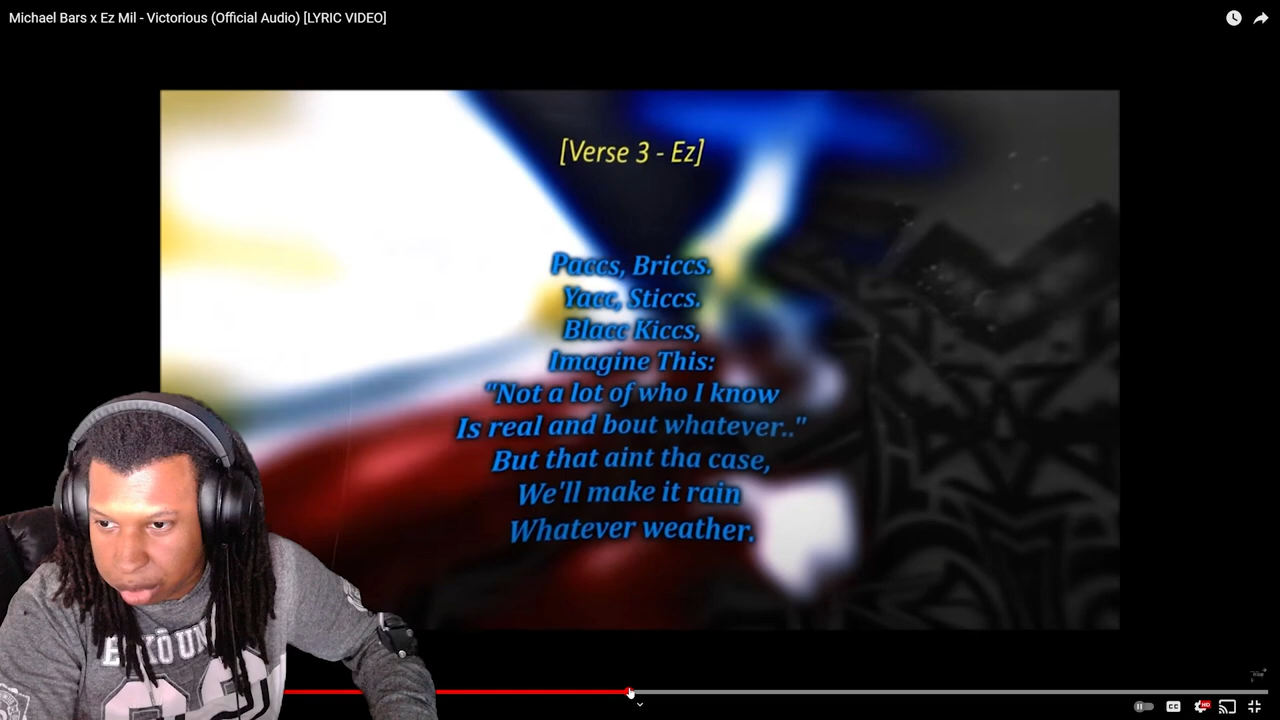 Michael Bars x Ez Mil - Victorious (Official Audio) [LYRIC VIDEO]
[Verse 3 - Ez]
Paccs, Briccs.
Yacc, Sticcs.
Blacc Kiccs,
Imagine This:
"Not a lot of who I know
Is real and bout whatever.."
But that aint tha case,
We'll make it rain
Whatever weather.
CC
HD